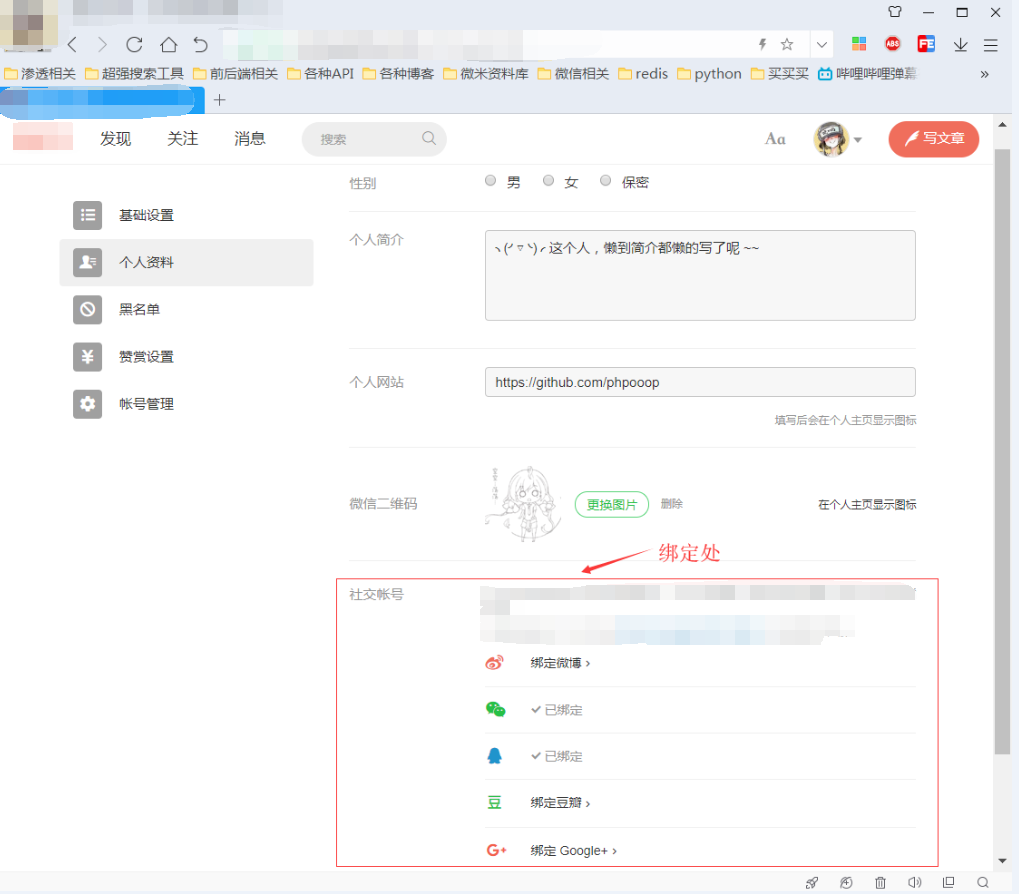 渗透相关 超强搜索工具 前后端相关 各种API 各种博客 微米资料库 微信相关 redis python 买买买 哔哩哔哩弹幕 »
发现 关注 消息 搜索 Aa 写文章
性别 男 女 保密
基础设置
个人资料
黑名单
赞赏设置
帐号管理
个人简介
ヽ(ˊ▽ˋ)ノ这个人，懒到简介都懒的写了呢 ~~
个人网站 https://github.com/phpooop
填写后会在个人主页显示图标
微信二维码 更换图片 删除 在个人主页显示图标
绑定处
社交帐号
绑定微博 ›
已绑定
已绑定
豆 绑定豆瓣 ›
G+ 绑定 Google+ ›